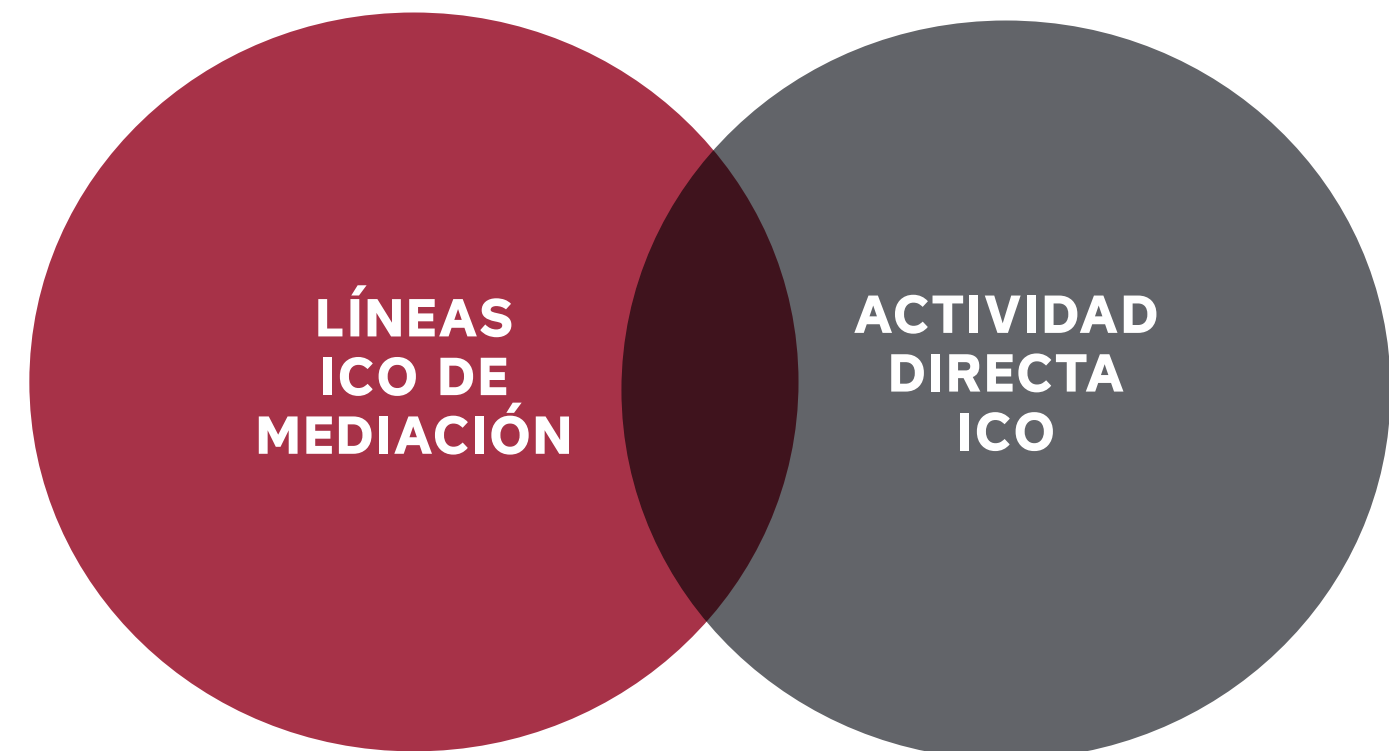 LÍNEAS
ICO DE
MEDIACIÓN
ACTIVIDAD
DIRECTA
ICO